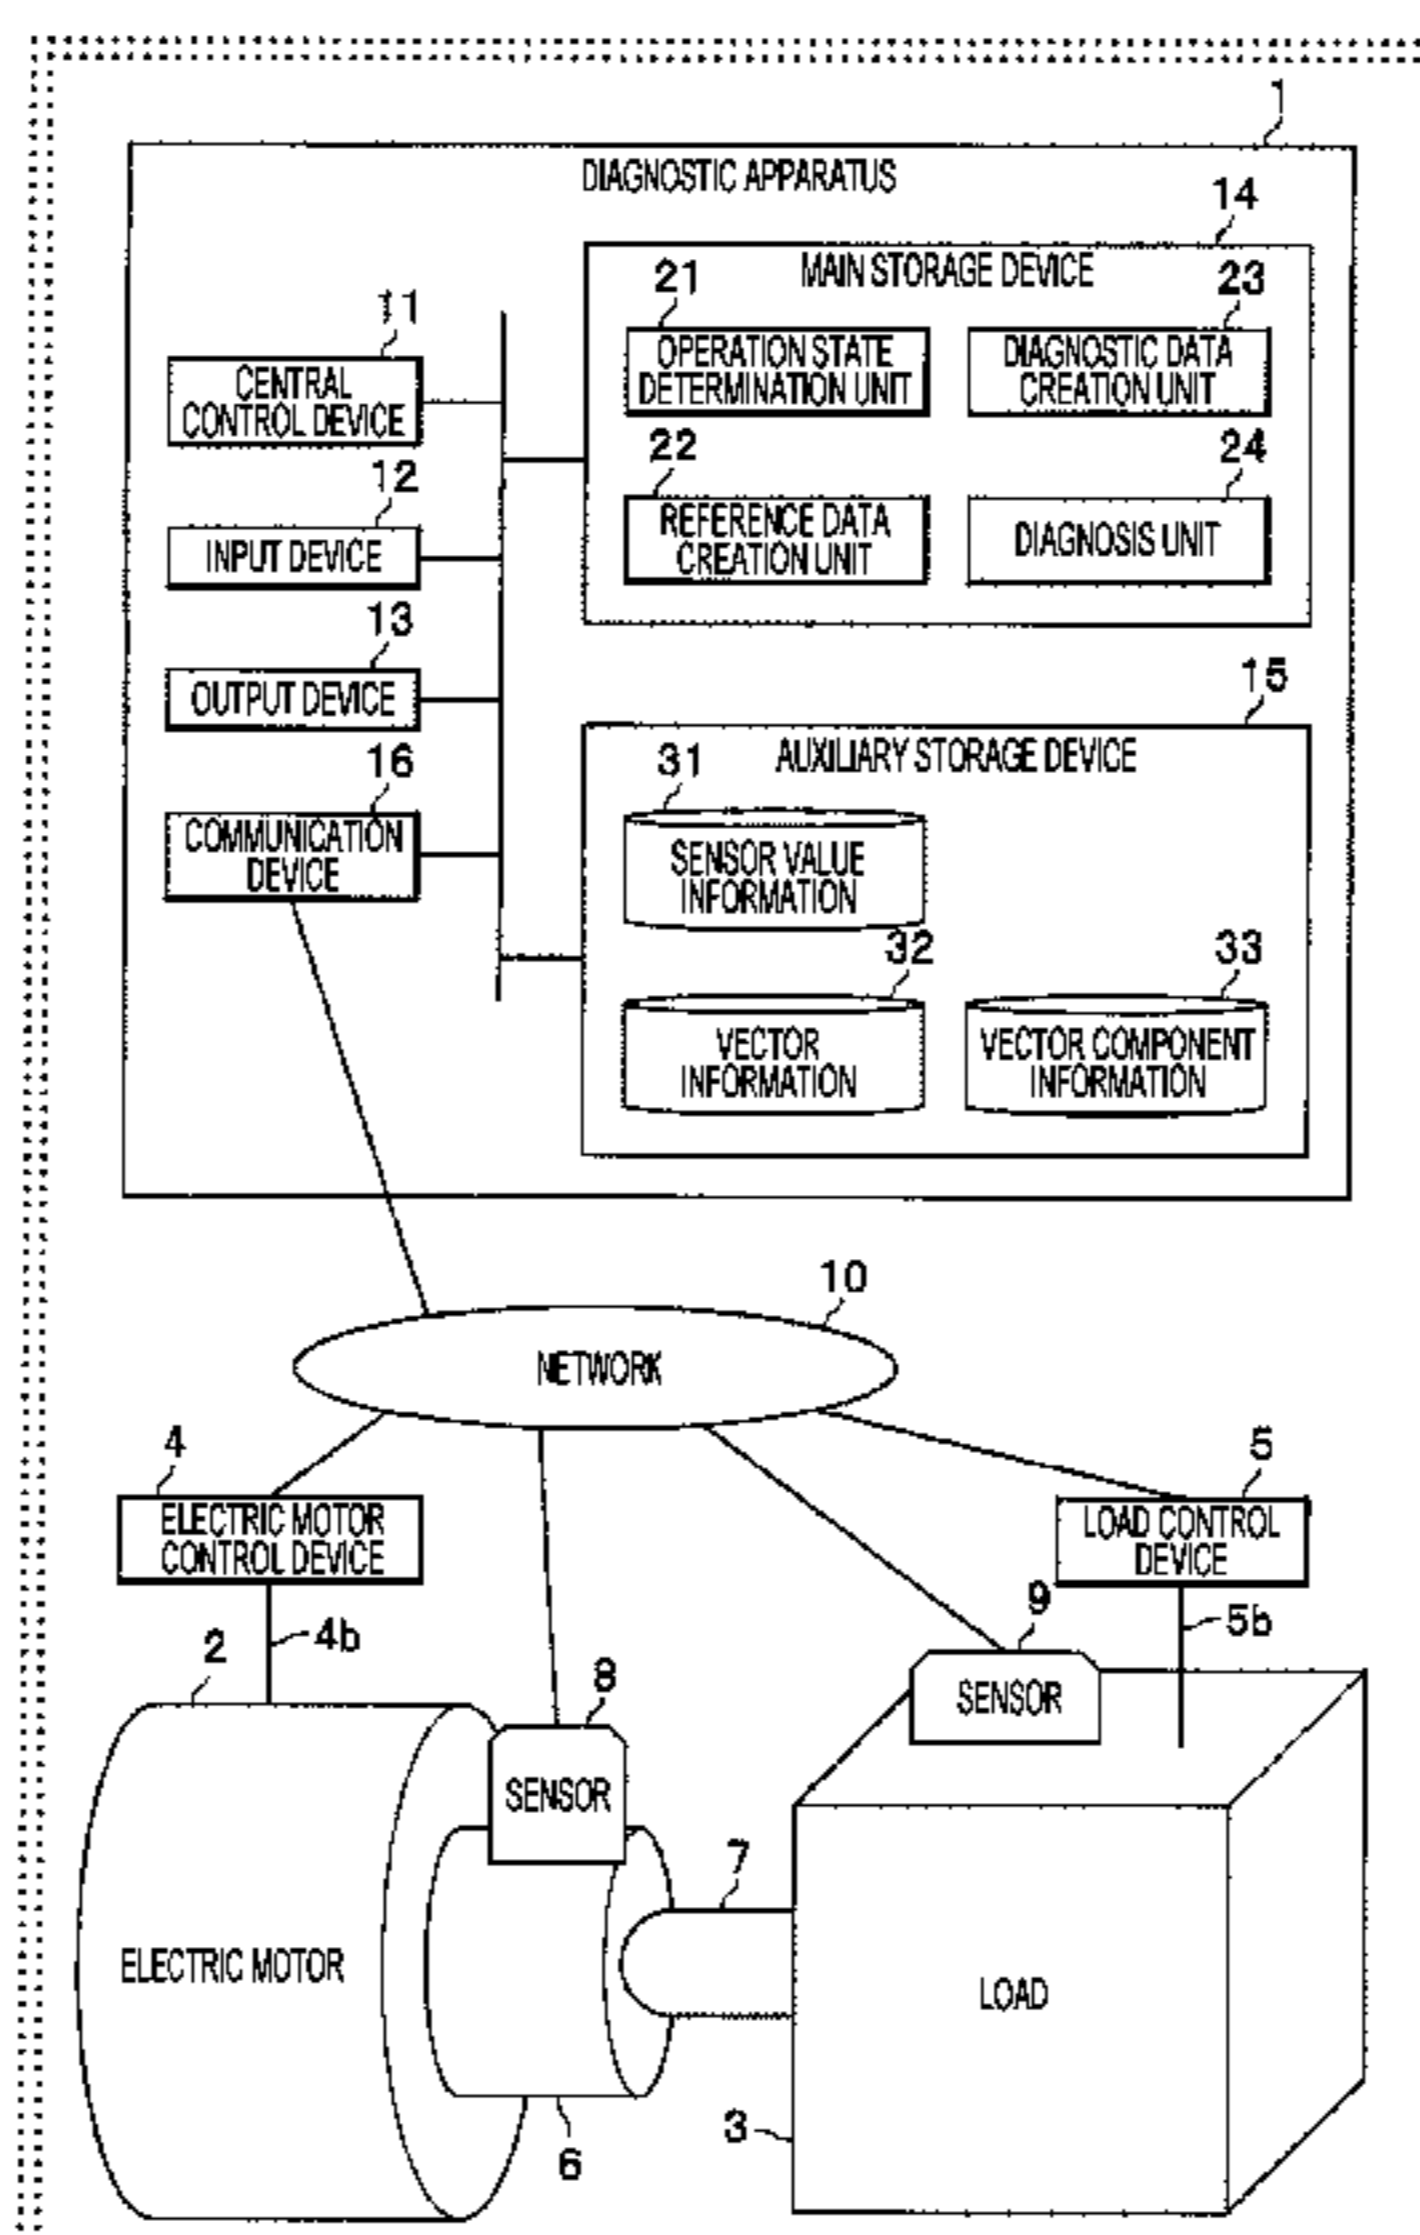 1
DIAGNOSTIC APPARATUS
14
MAIN STORAGE DEVICE
21
23
OPERATION STATE
DETERMINATION UNIT
DIAGNOSTIC DATA
CREATION UNIT
22
24
REFERENCE DATA
CREATION UNIT
DIAGNOSIS UNIT
11
CENTRAL
CONTROL DEVICE
12
INPUT DEVICE
13
OUTPUT DEVICE
16
COMMUNICATION
DEVICE
15
AUXILIARY STORAGE DEVICE
31
SENSOR VALUE
INFORMATION
32
33
VECTOR
INFORMATION
VECTOR COMPONENT
INFORMATION
10
NETWORK
4
ELECTRIC MOTOR
CONTROL DEVICE
4b
5
LOAD CONTROL
DEVICE
5b
2
8
SENSOR
9
SENSOR
7
ELECTRIC MOTOR
LOAD
6
3